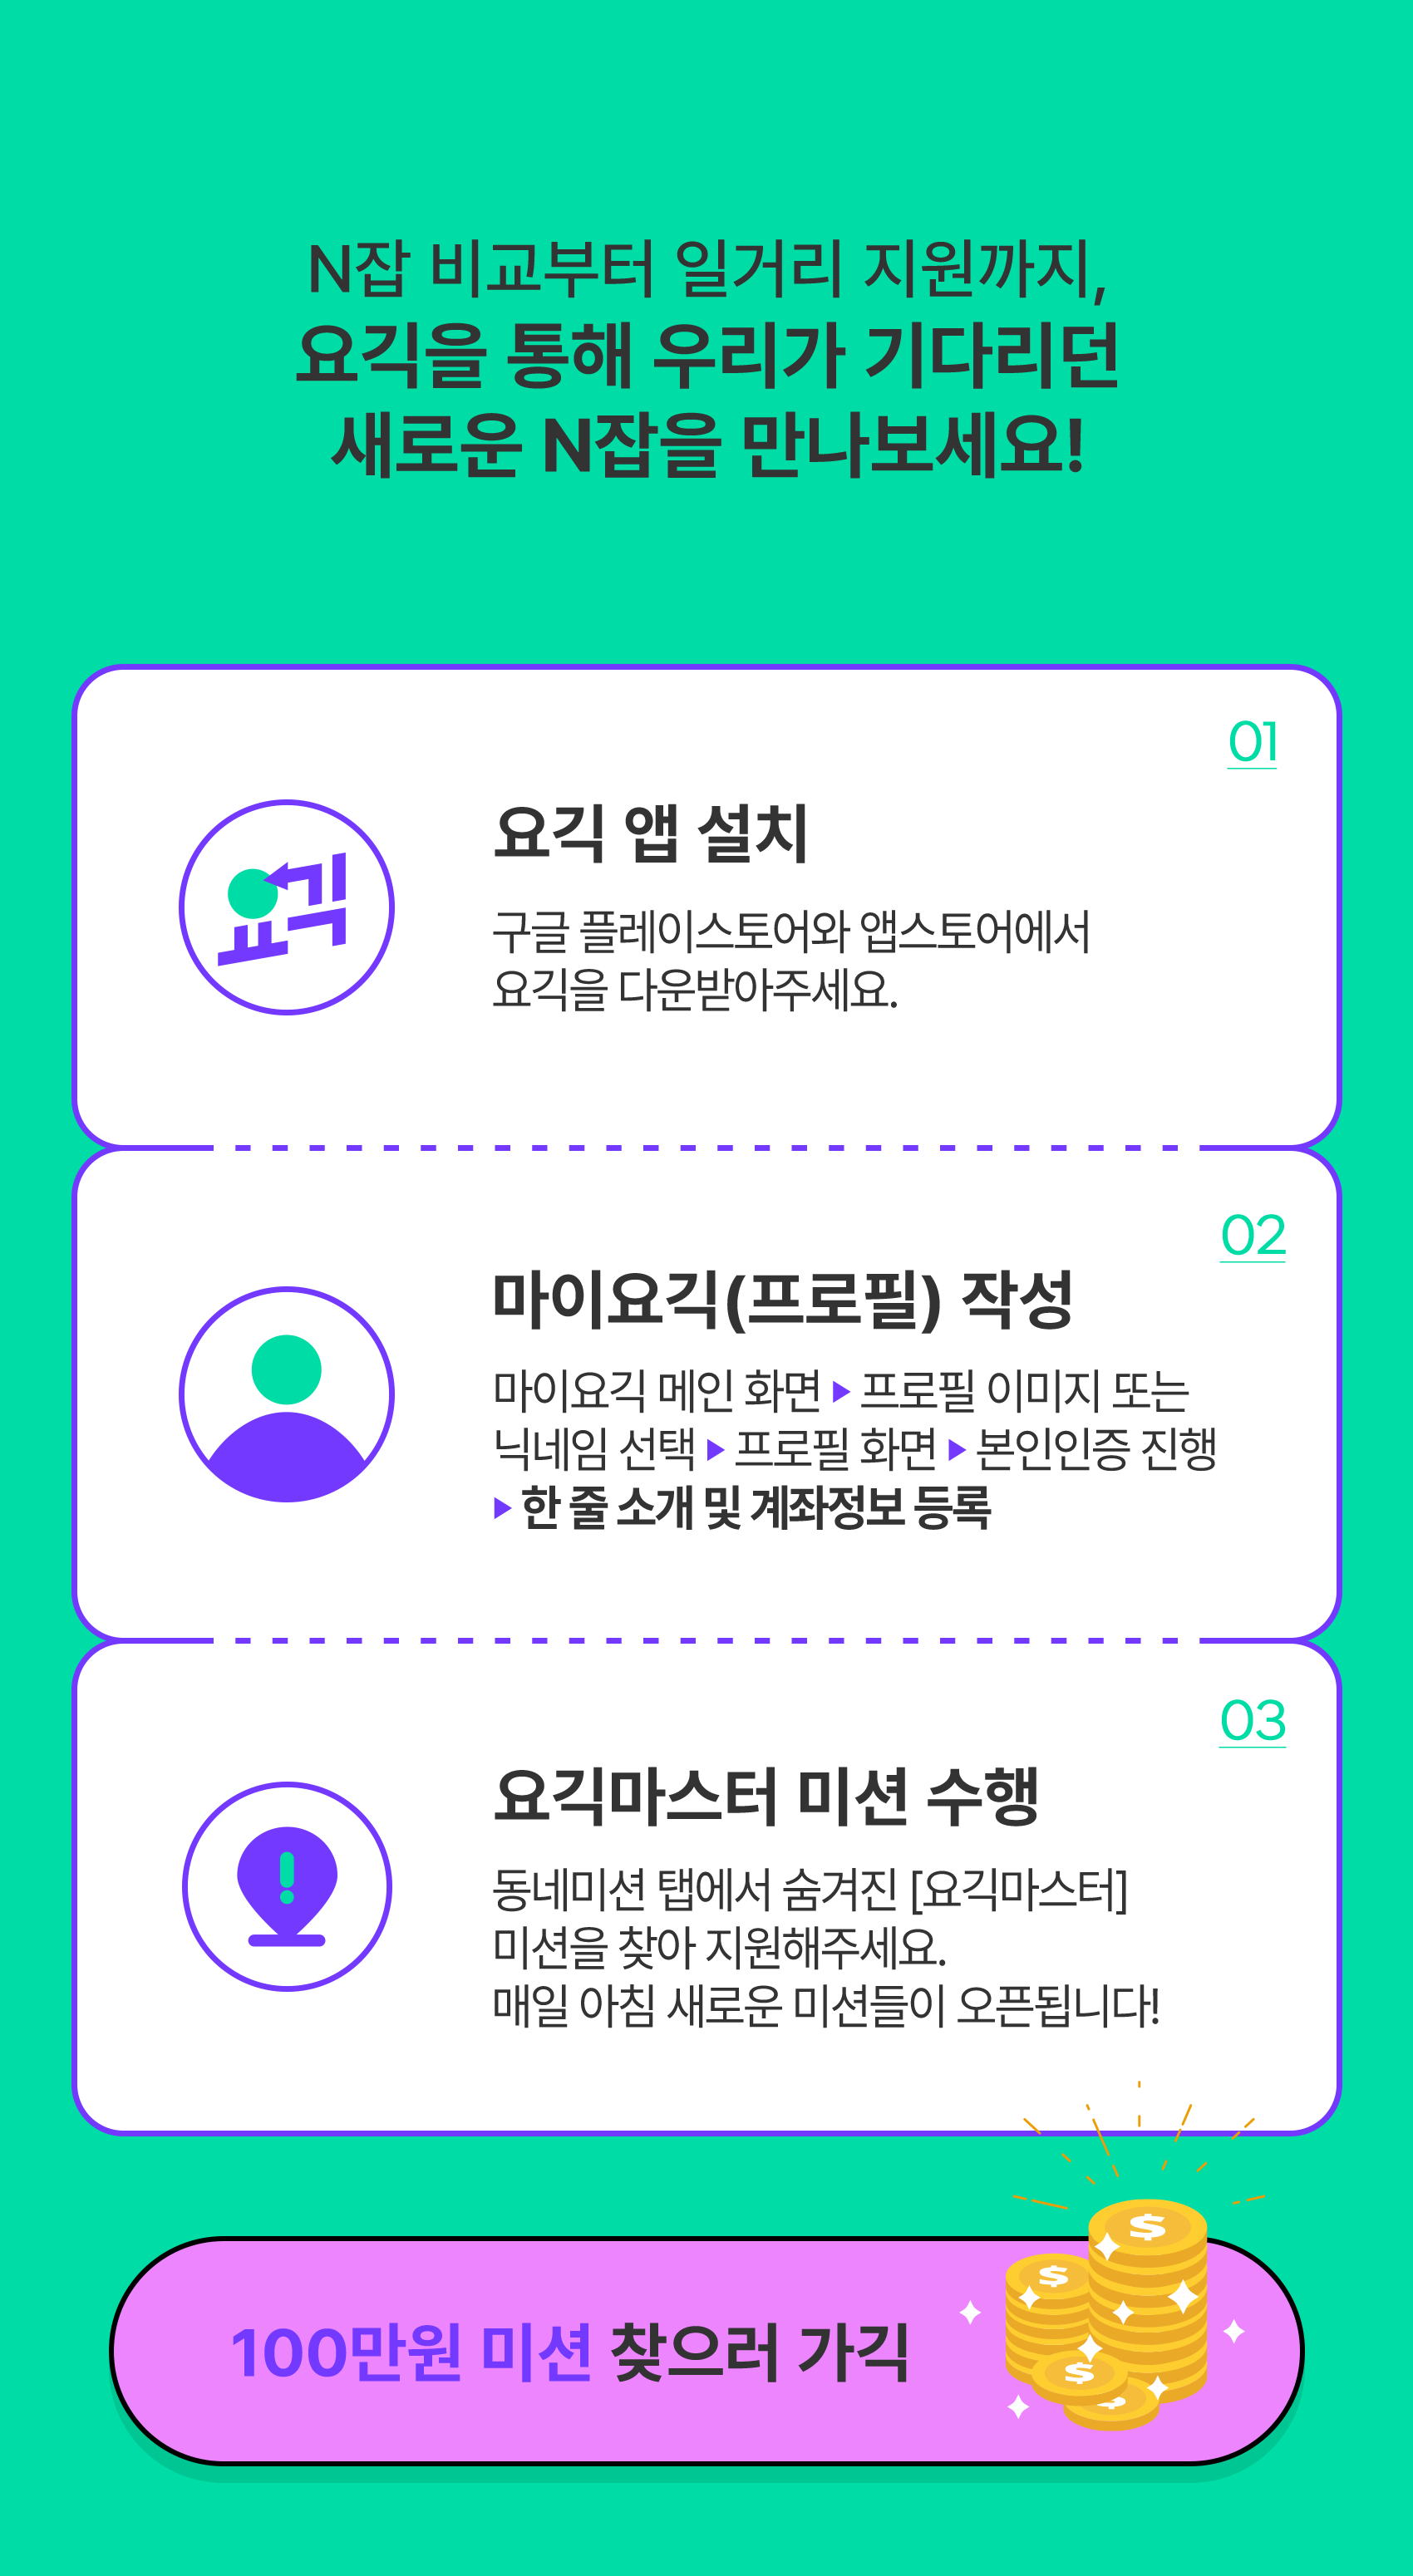 N잡 비교부터 일거리 지원까지,
요긱을 통해 우리가 기다리던
새로운 N잡을 만나보세요!
01
요긱
요긱 앱 설치
구글 플레이스토어와 앱스토어에서
요긱을 다운받아주세요.
02
마이요긱(프로필) 작성
마이요긱 메인 화면 ▶ 프로필 이미지 또는
닉네임 선택 ▶ 프로필 화면 ▶ 본인인증 진행
▶ 한 줄 소개 및 계좌정보 등록
03
요긱마스터 미션 수행
동네미션 탭에서 숨겨진 [요긱마스터]
미션을 찾아 지원해주세요.
매일 아침 새로운 미션들이 오픈됩니다!
100만원 미션 찾으러 가긱